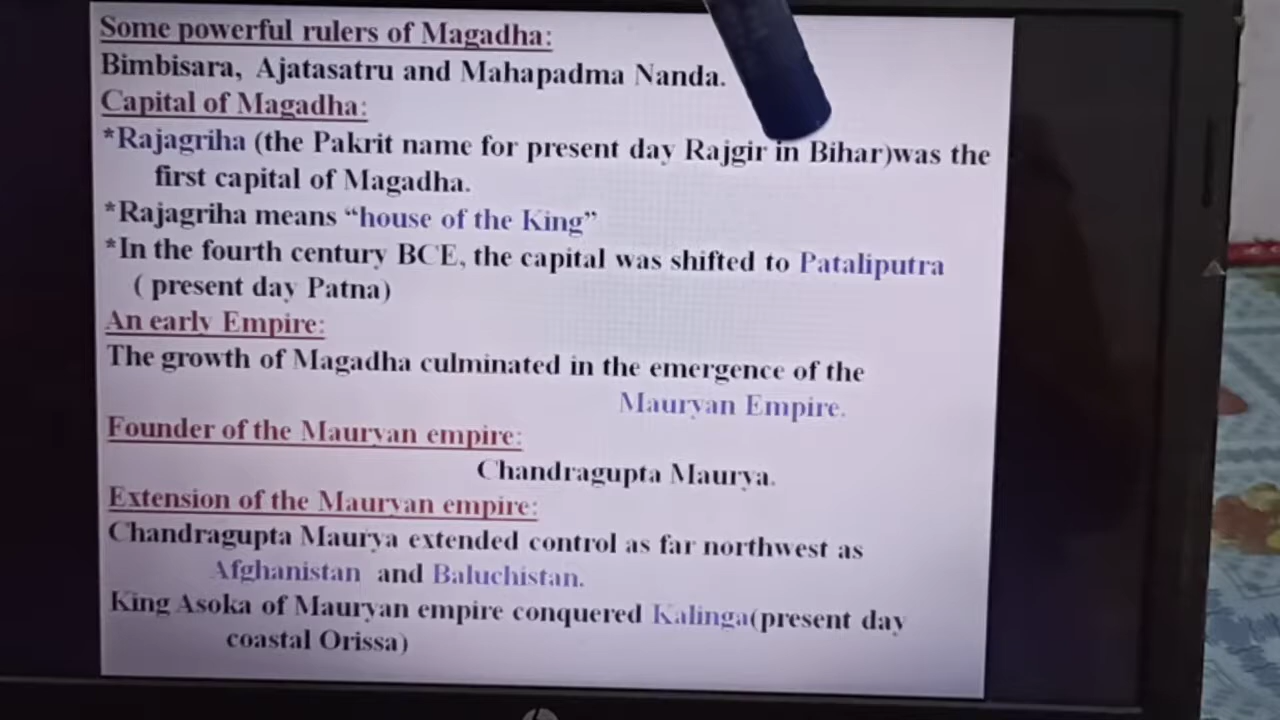 Some powerful rulers of Magadha:
Bimbisara, Ajatasatru and Mahapadma Nanda.
Capital of Magadha:
*Rajagriha (the Pakrit name for present day Rajgir in Bihar)was the
first capital of Magadha.
*Rajagriha means “house of the King”
*In the fourth century BCE, the capital was shifted to Pataliputra
( present day Patna)
An early Empire:
The growth of Magadha culminated in the emergence of the
Mauryan Empire.
Founder of the Mauryan empire:
Chandragupta Maurya.
Extension of the Mauryan empire:
Chandragupta Maurya extended control as far northwest as
Afghanistan and Baluchistan.
King Asoka of Mauryan empire conquered Kalinga(present day
coastal Orissa)